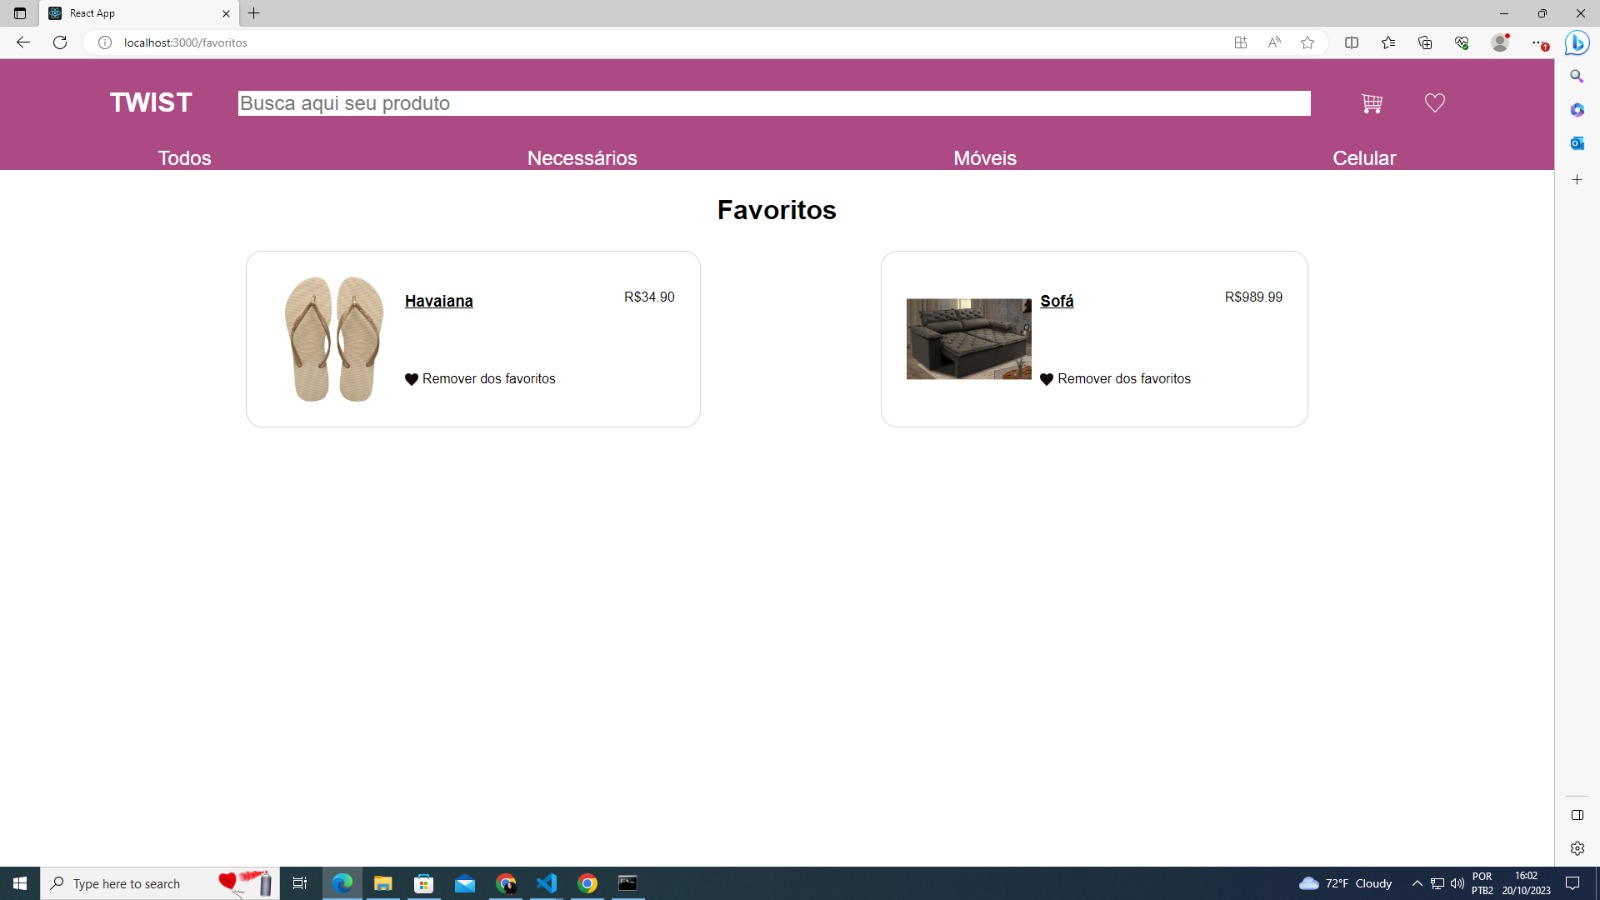 React App
localhost:3000/favoritos
TWIST
Busca aqui seu produto
Todos
Necessários
Móveis
Celular
Favoritos
Havaiana
R$34.90
Remover dos favoritos
Sofá
R$989.99
Remover dos favoritos
Type here to search
72°F Cloudy
POR
PTB2
16:02
20/10/2023